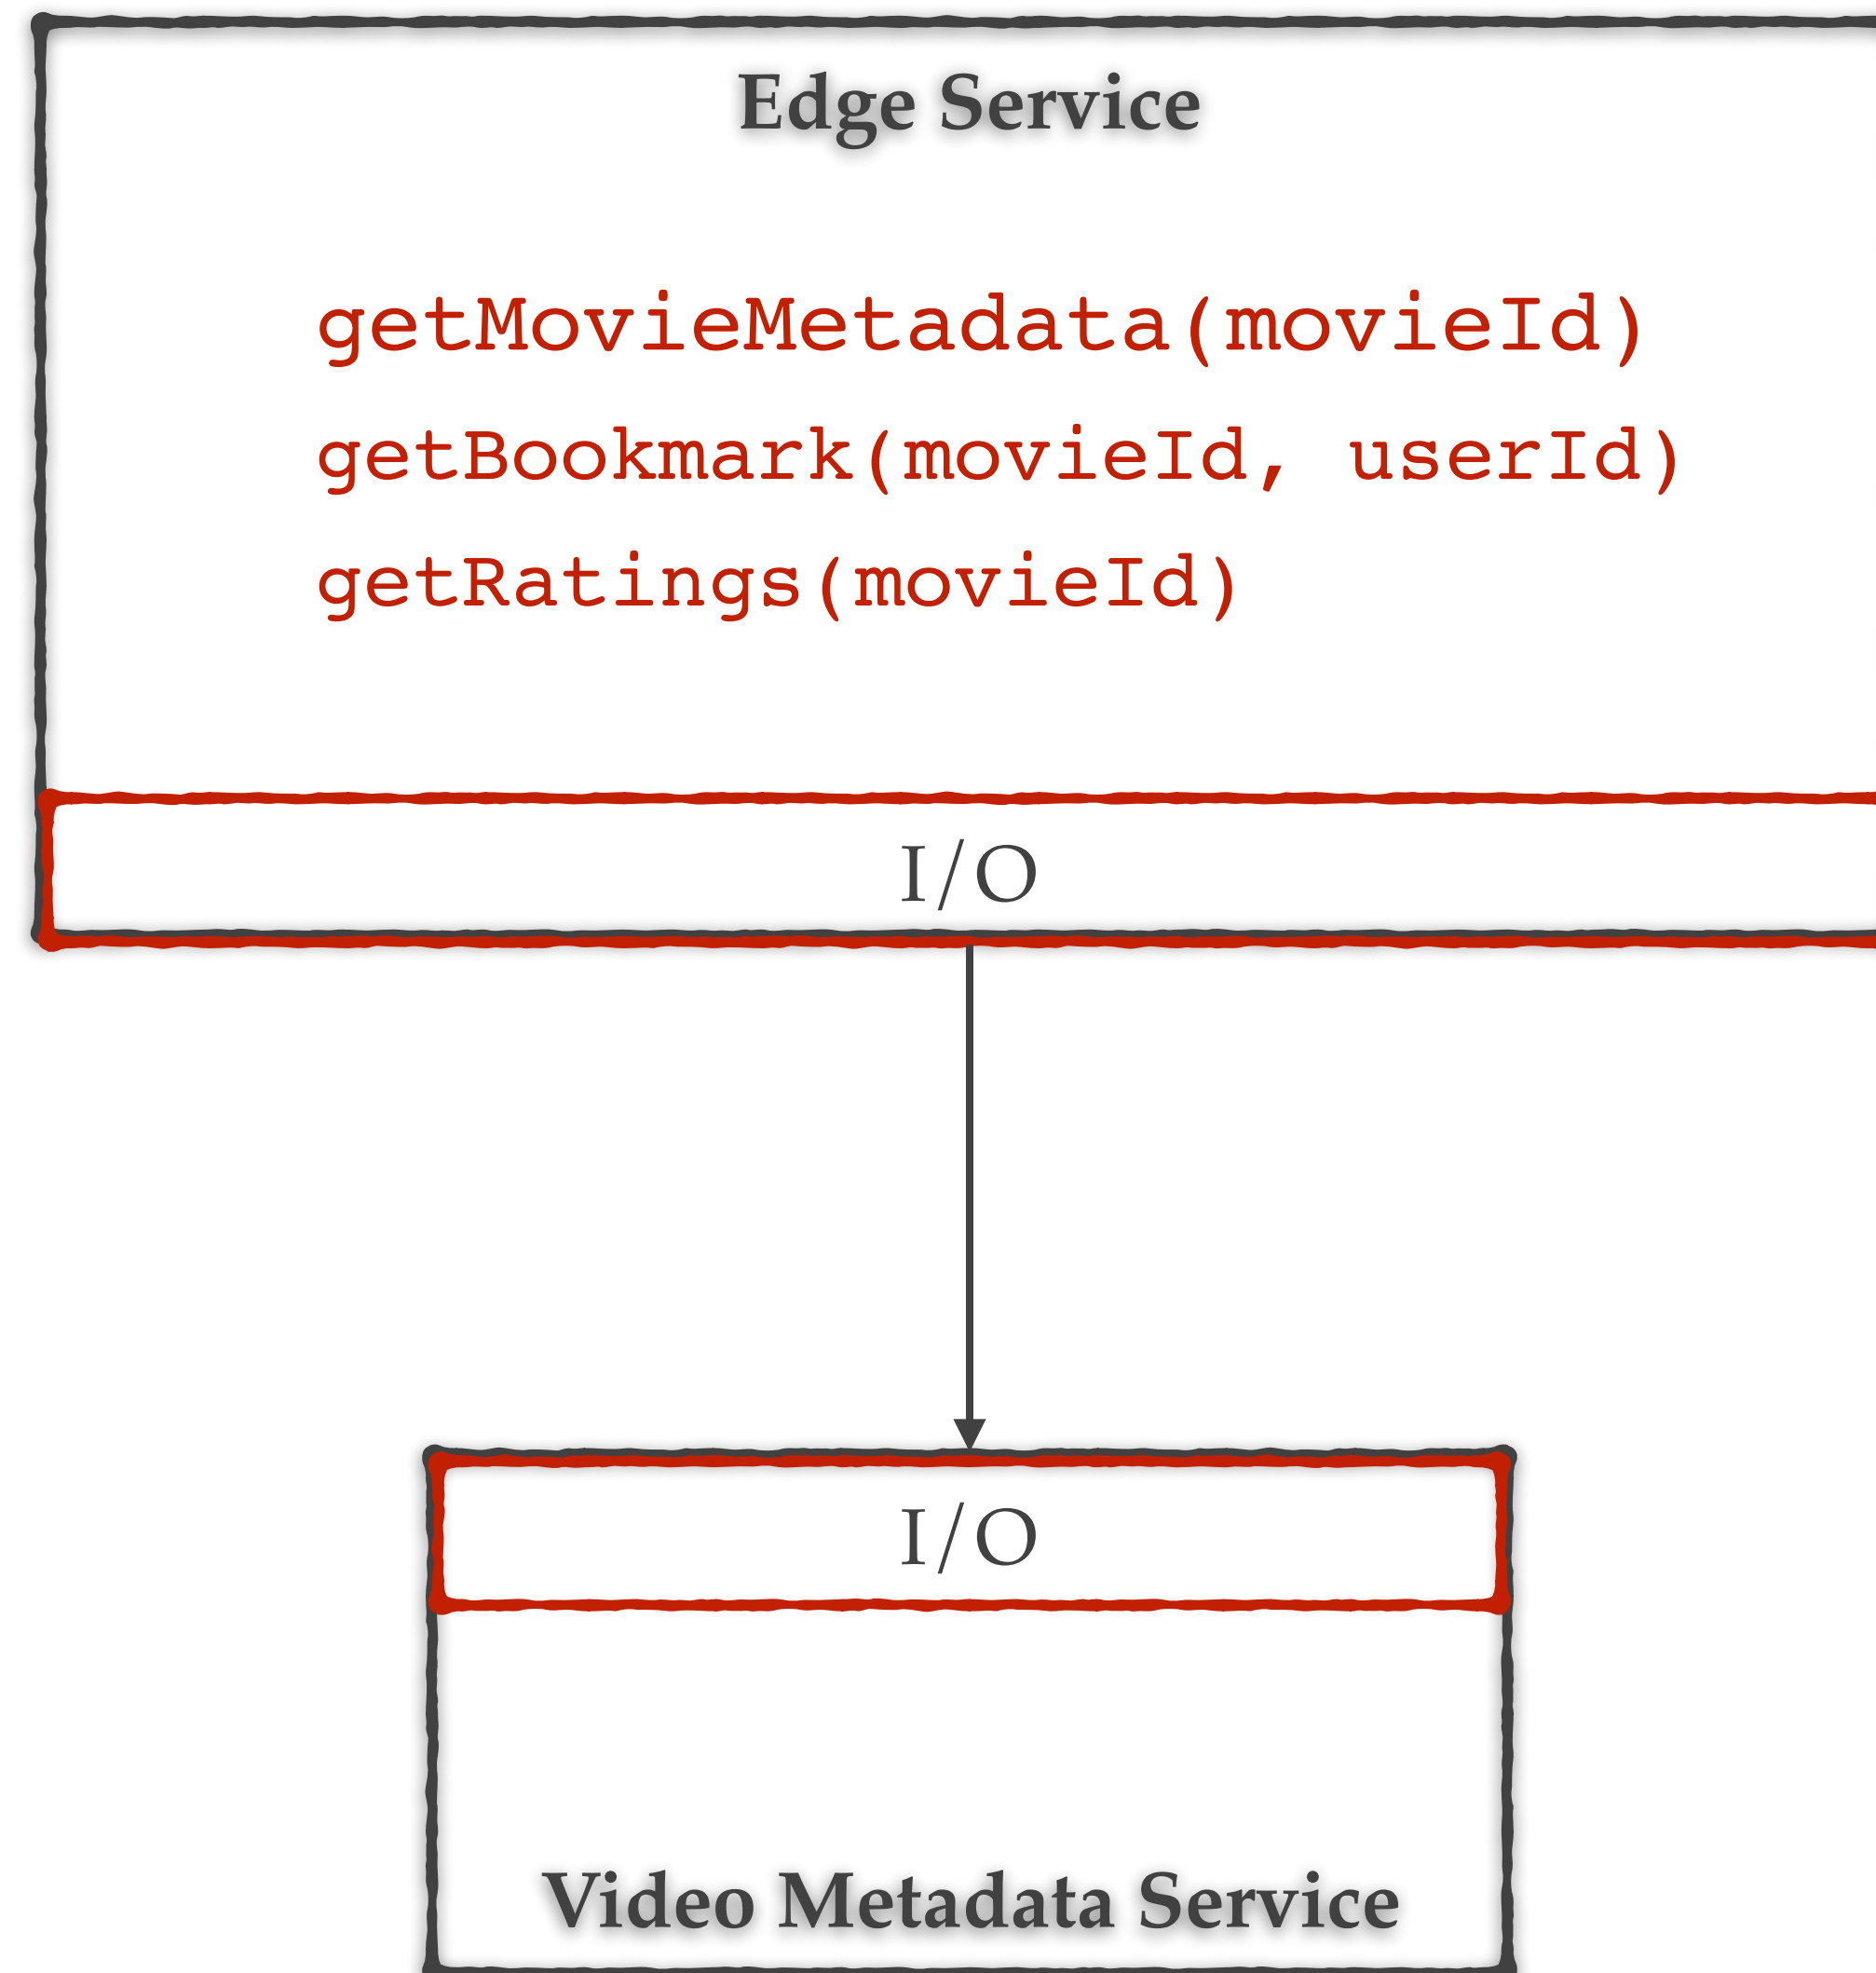 Edge Service
getMovieMetadata(movieId)
getBookmark(movieId, userId)
getRatings(movieId)
I/O
I/O
Video Metadata Service